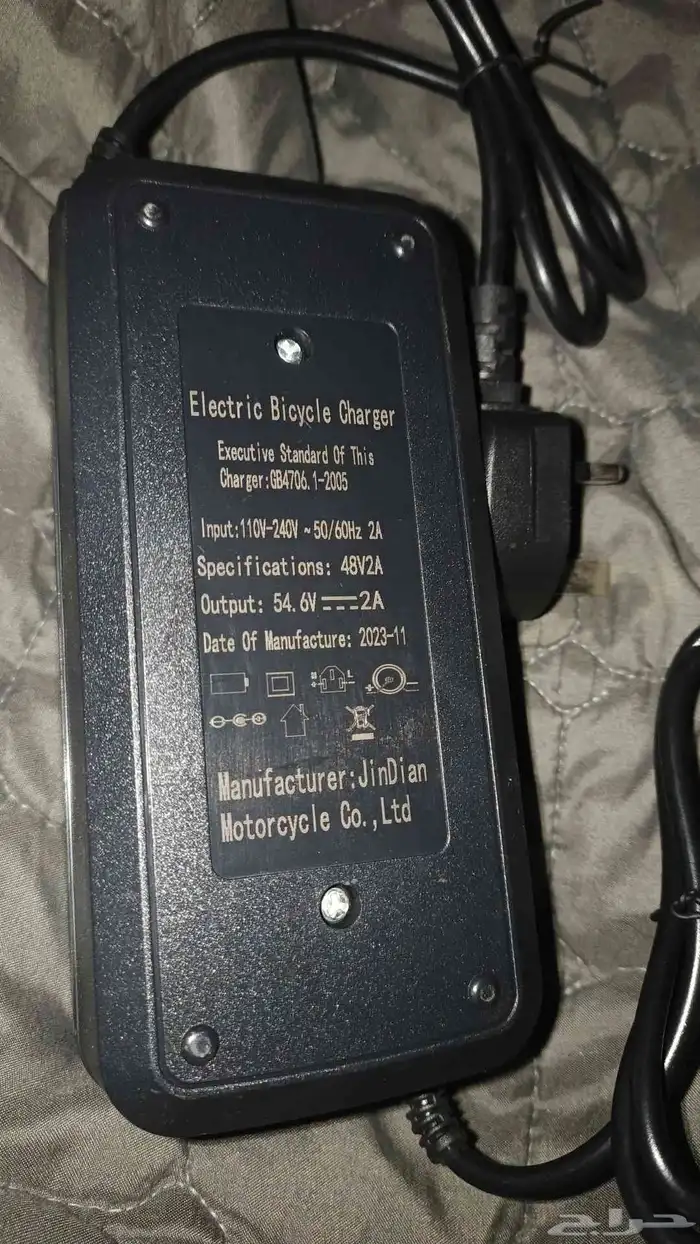 Electric Bicycle Charger
Executive Standard Of This
Charger:GB4706.1-2005
Input:110V-240V ~ 50/60Hz 2A
Specifications: 48V2A
Output: 54.6V⎓2A
Date Of Manufacture: 2023-11
Manufacturer:JinDian
Motorcycle Co.,Ltd
حراج